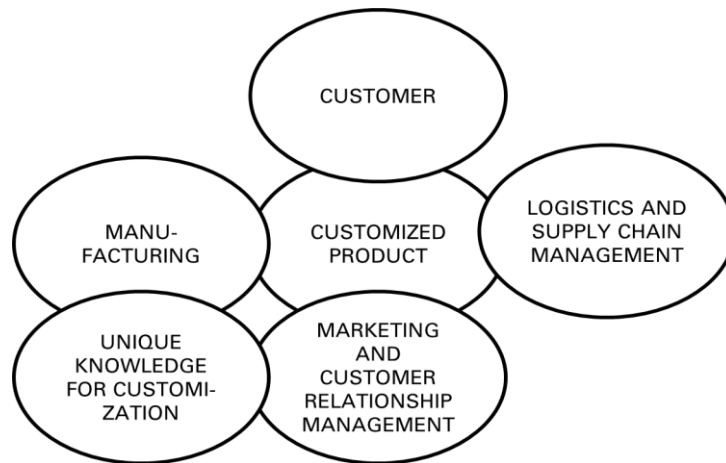 CUSTOMER
MANU-
FACTURING
CUSTOMIZED
PRODUCT
LOGISTICS AND
SUPPLY CHAIN
MANAGEMENT
UNIQUE
KNOWLEDGE
FOR CUSTOMI-
ZATION
MARKETING
AND
CUSTOMER
RELATIONSHIP
MANAGEMENT